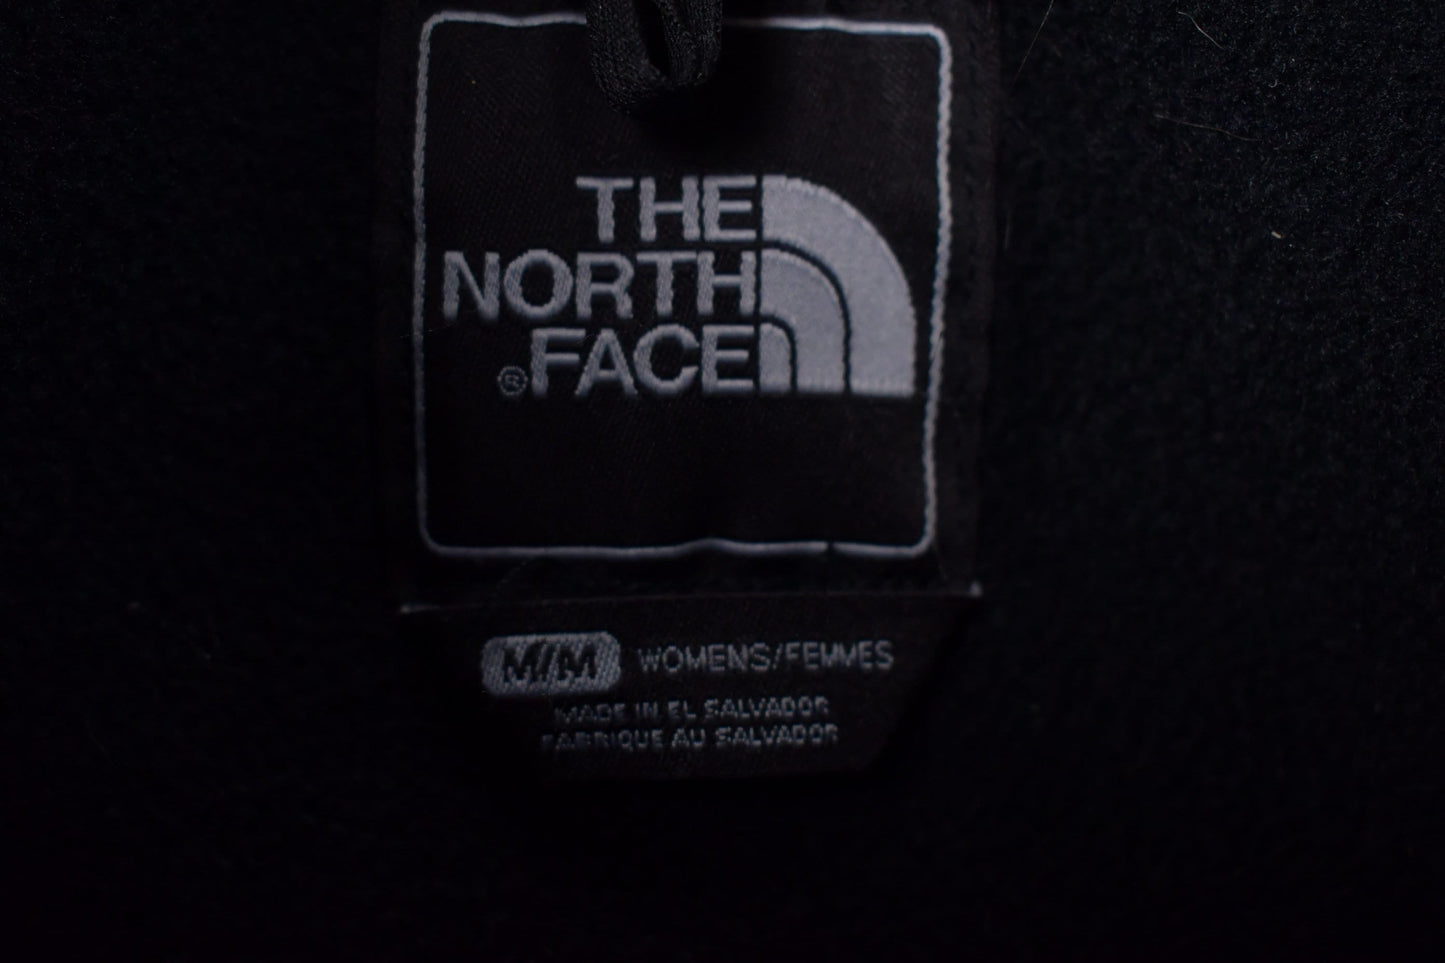 THE
NORTH
®FACE
M/M WOMENS/FEMMES
MADE IN EL SALVADOR
FABRIQUE AU SALVADOR